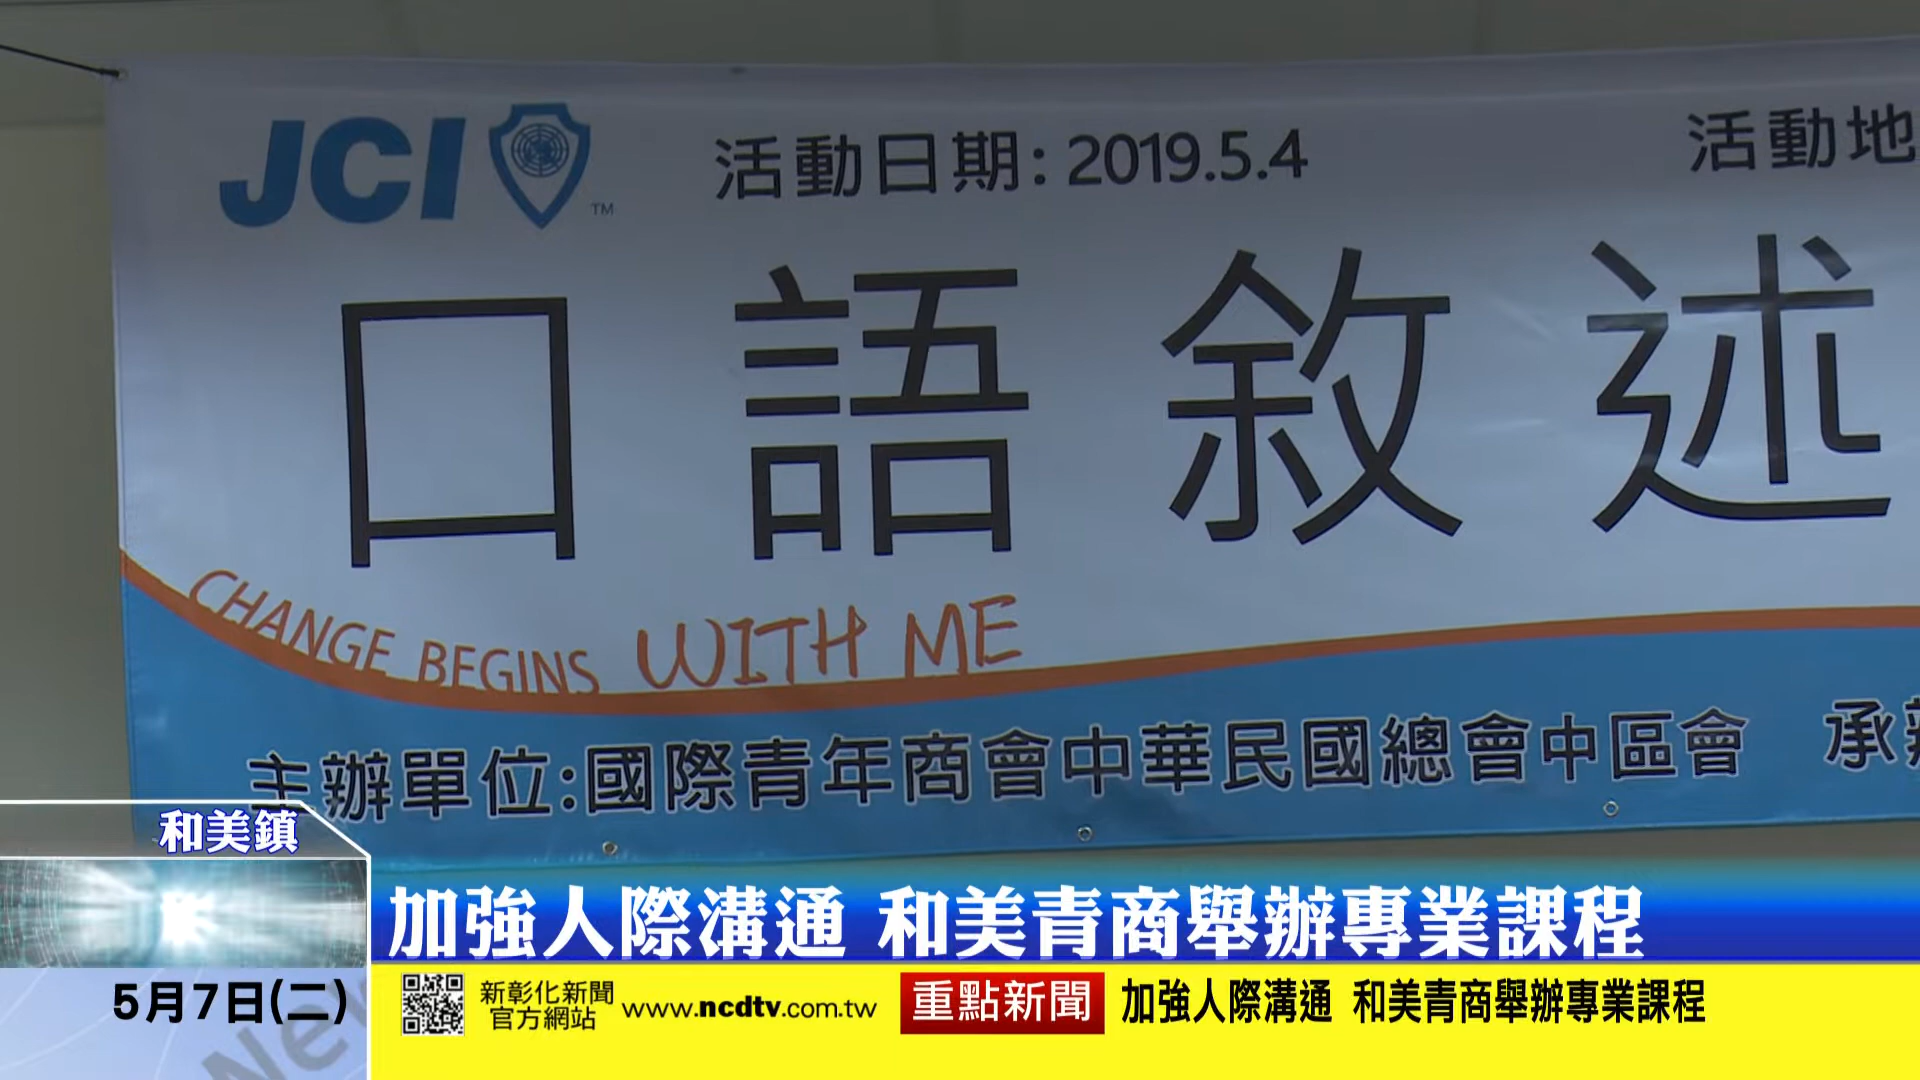 JCI
TM
活動日期: 2019.5.4
活動地
口語敘述
CHANGE BEGINS WITH ME
主辦單位:國際青年商會中華民國總會中區會
承
和美鎮
加強人際溝通 和美青商舉辦專業課程
5月7日(二)
新彰化新聞
官方網站
www.ncdtv.com.tw
重點新聞
加強人際溝通 和美青商舉辦專業課程